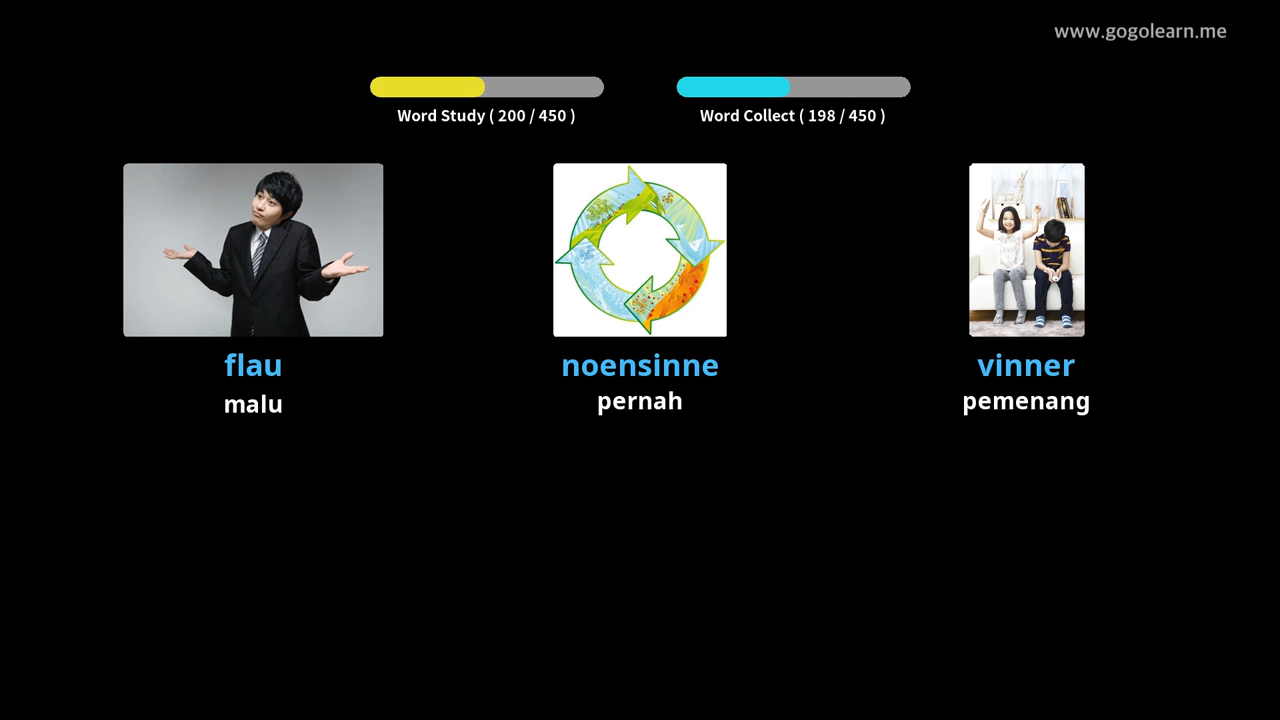 www.gogolearn.me
Word Study ( 200 / 450 )
Word Collect ( 198 / 450 )
flau
malu
noensinne
pernah
vinner
pemenang